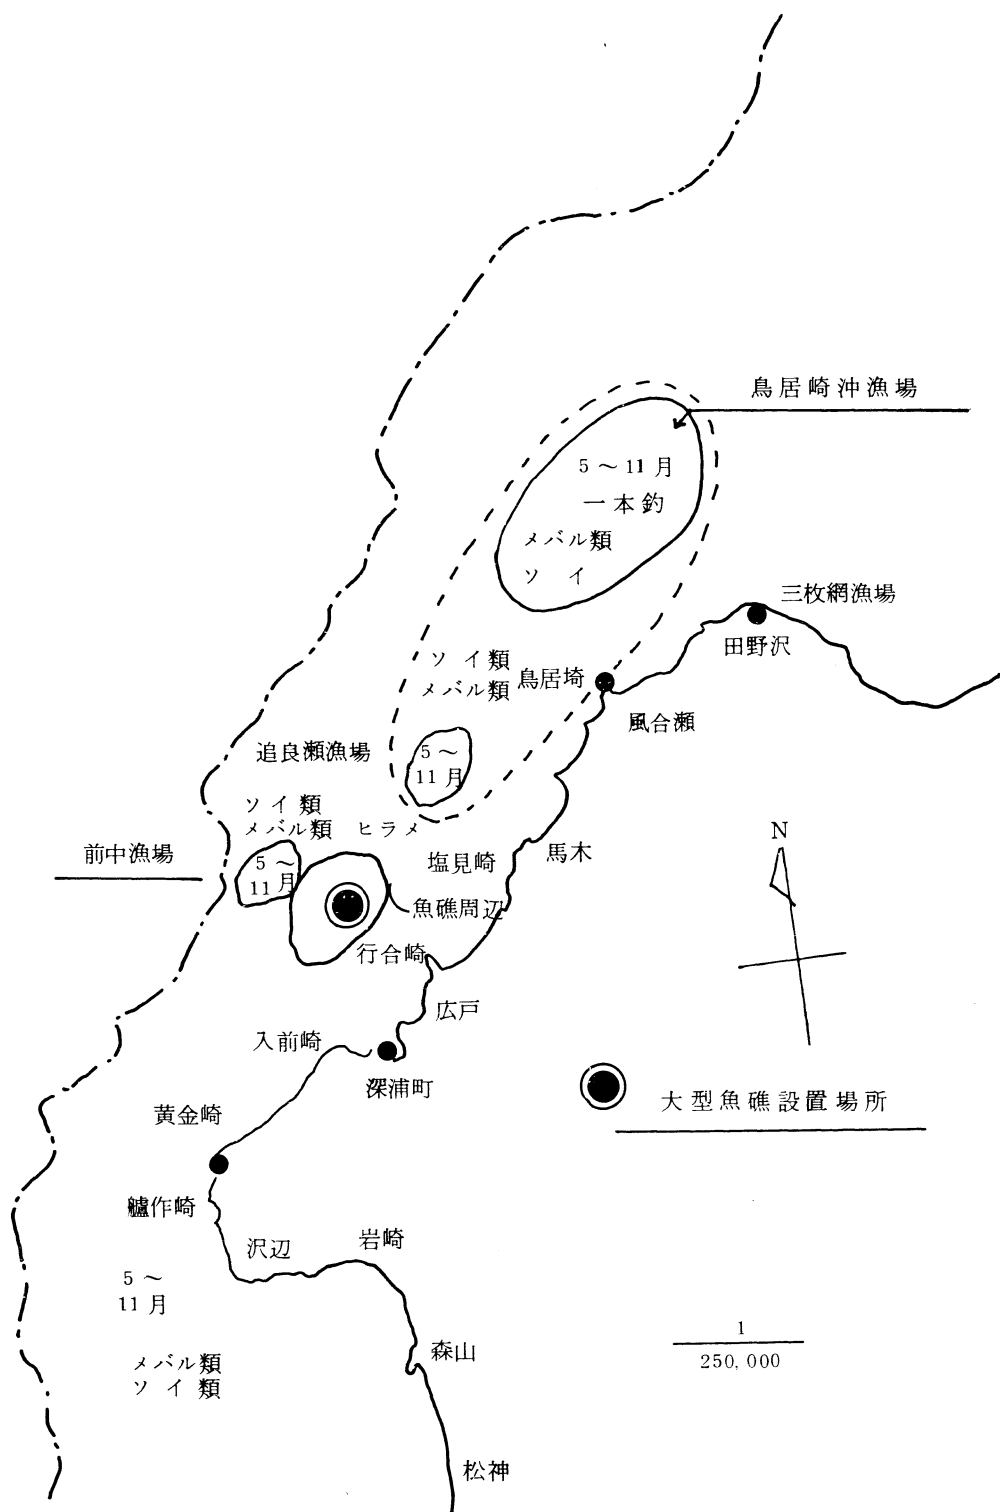 鳥居崎沖漁場
5〜11月
一本釣
メバル類
ソイ
三枚網漁場
田野沢
ソイ類
メバル類
鳥居埼
風合瀬
追良瀬漁場
5〜
11月
ソイ類
メバル類 ヒラメ
前中漁場
5〜
11月
塩見崎
馬木
N
魚礁周辺
行合崎
広戸
入前崎
深浦町
大型魚礁設置場所
黄金崎
艫作崎
沢辺
岩崎
5〜
11月
1
250,000
森山
メバル類
ソイ類
松神